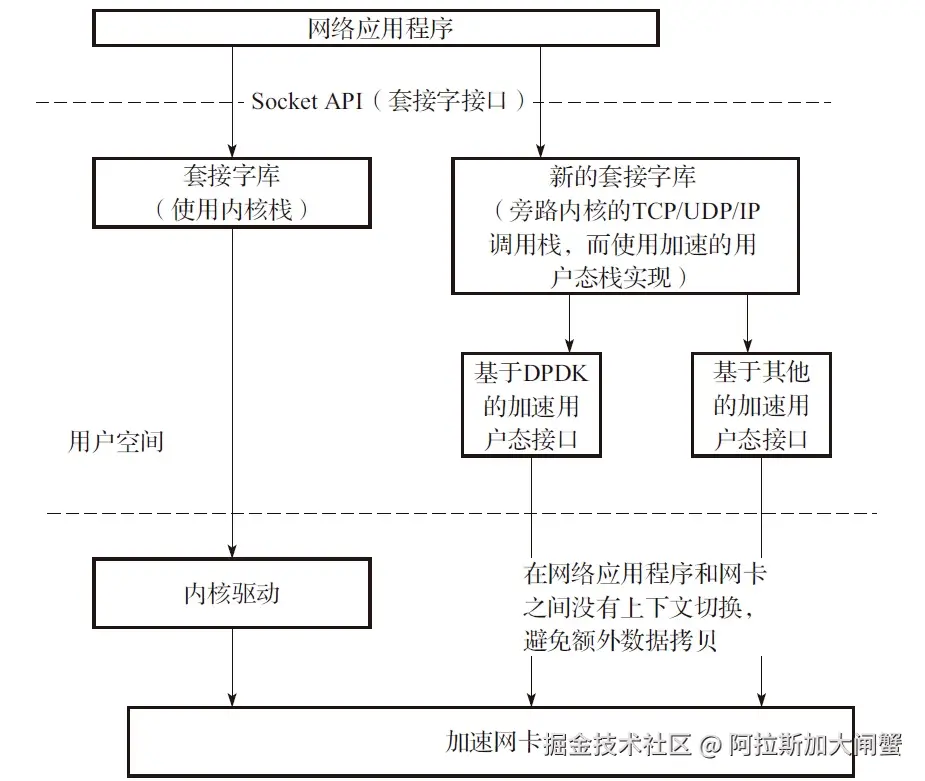 网络应用程序
Socket API（套接字接口）
套接字库
（使用内核栈）
新的套接字库
（旁路内核的TCP/UDP/IP
调用栈，而使用加速的用
户态栈实现）
基于DPDK
的加速用
户态接口
基于其他
的加速用
户态接口
用户空间
内核驱动
在网络应用程序和网卡
之间没有上下文切换，
避免额外数据拷贝
加速网卡
掘金技术社区 @ 阿拉斯加大闸蟹